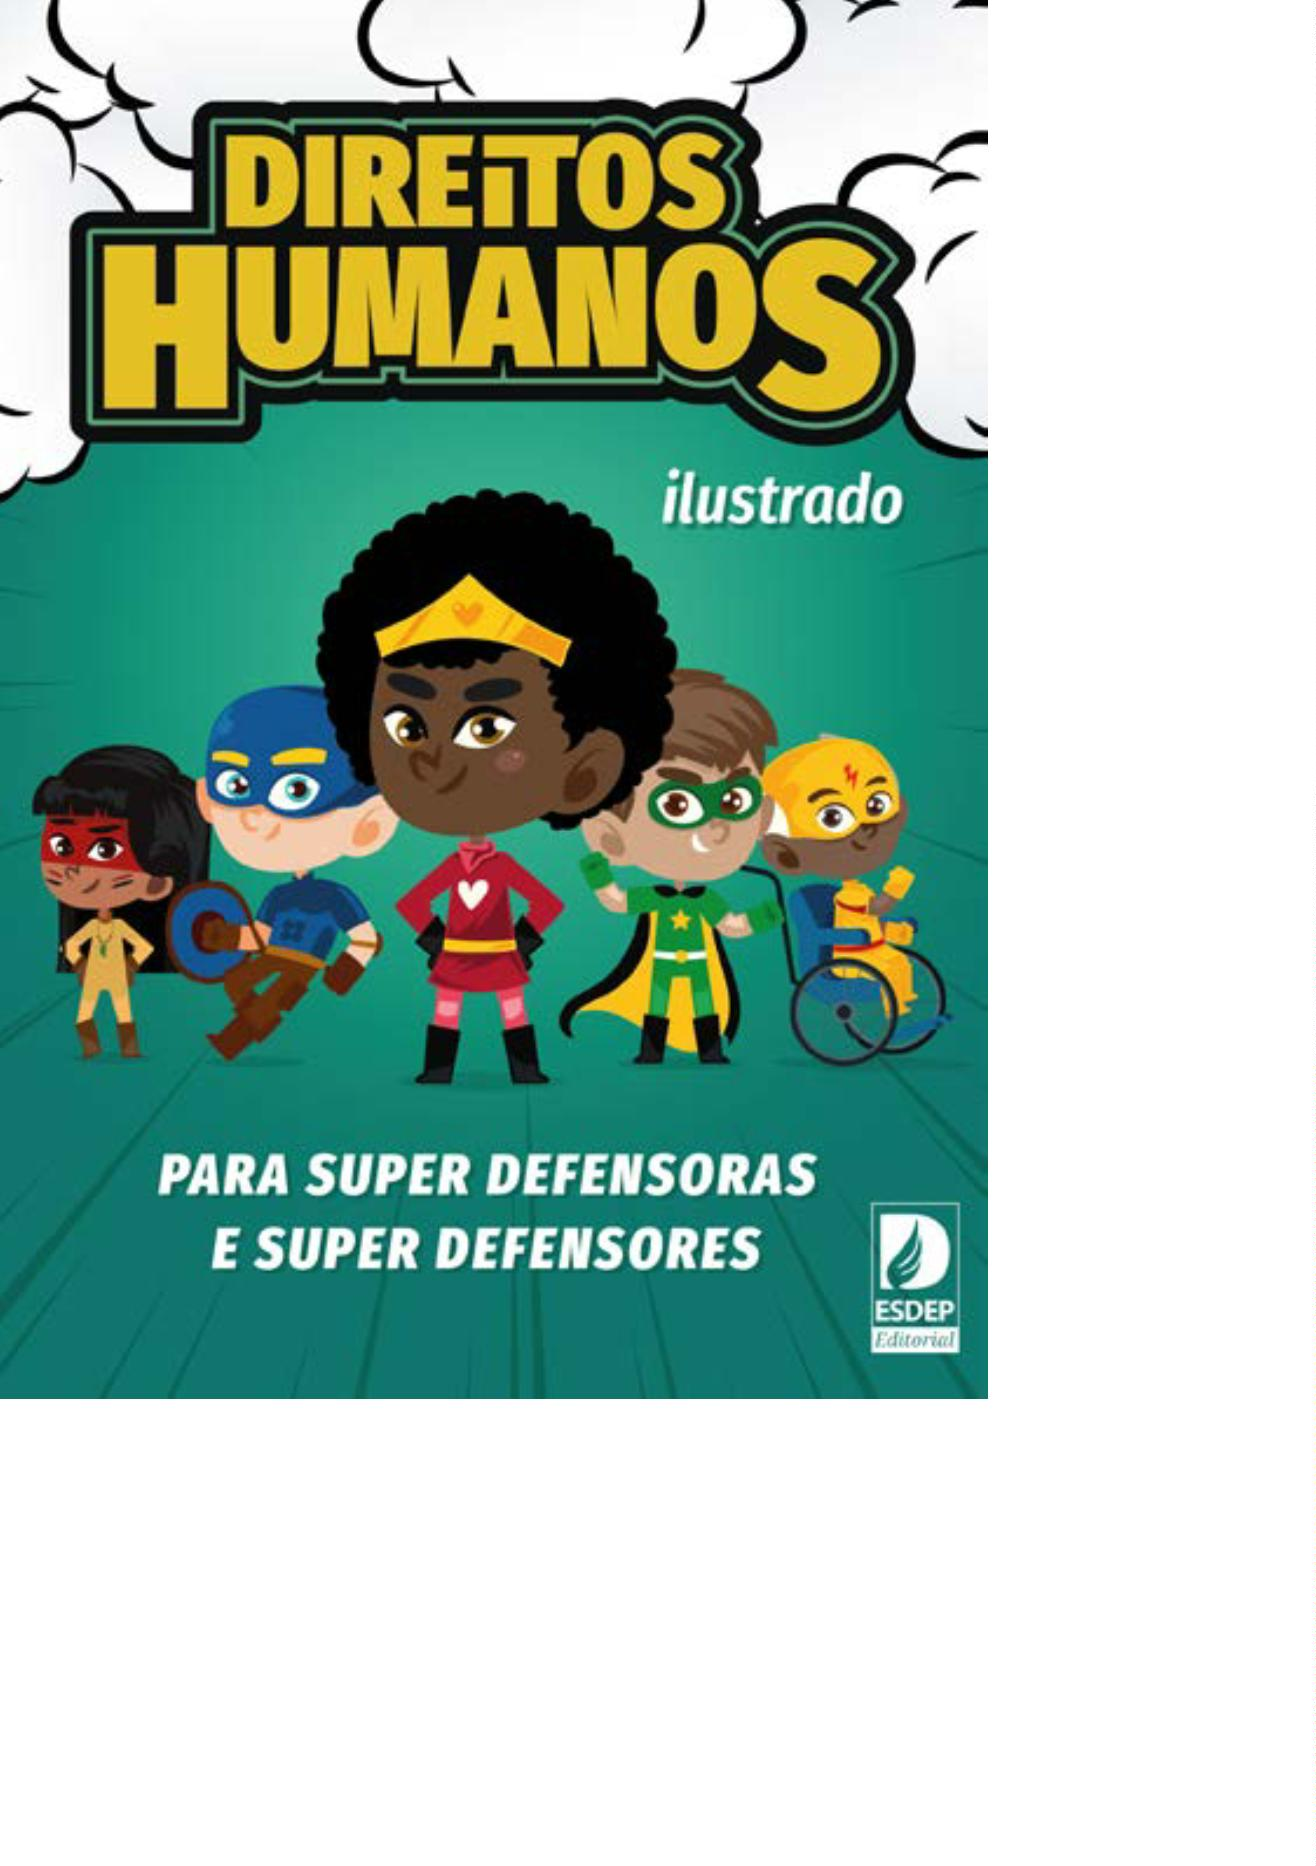 DIREITOS
HUMANOS
ilustrado
PARA SUPER DEFENSORAS
E SUPER DEFENSORES
ESDEP
Editorial